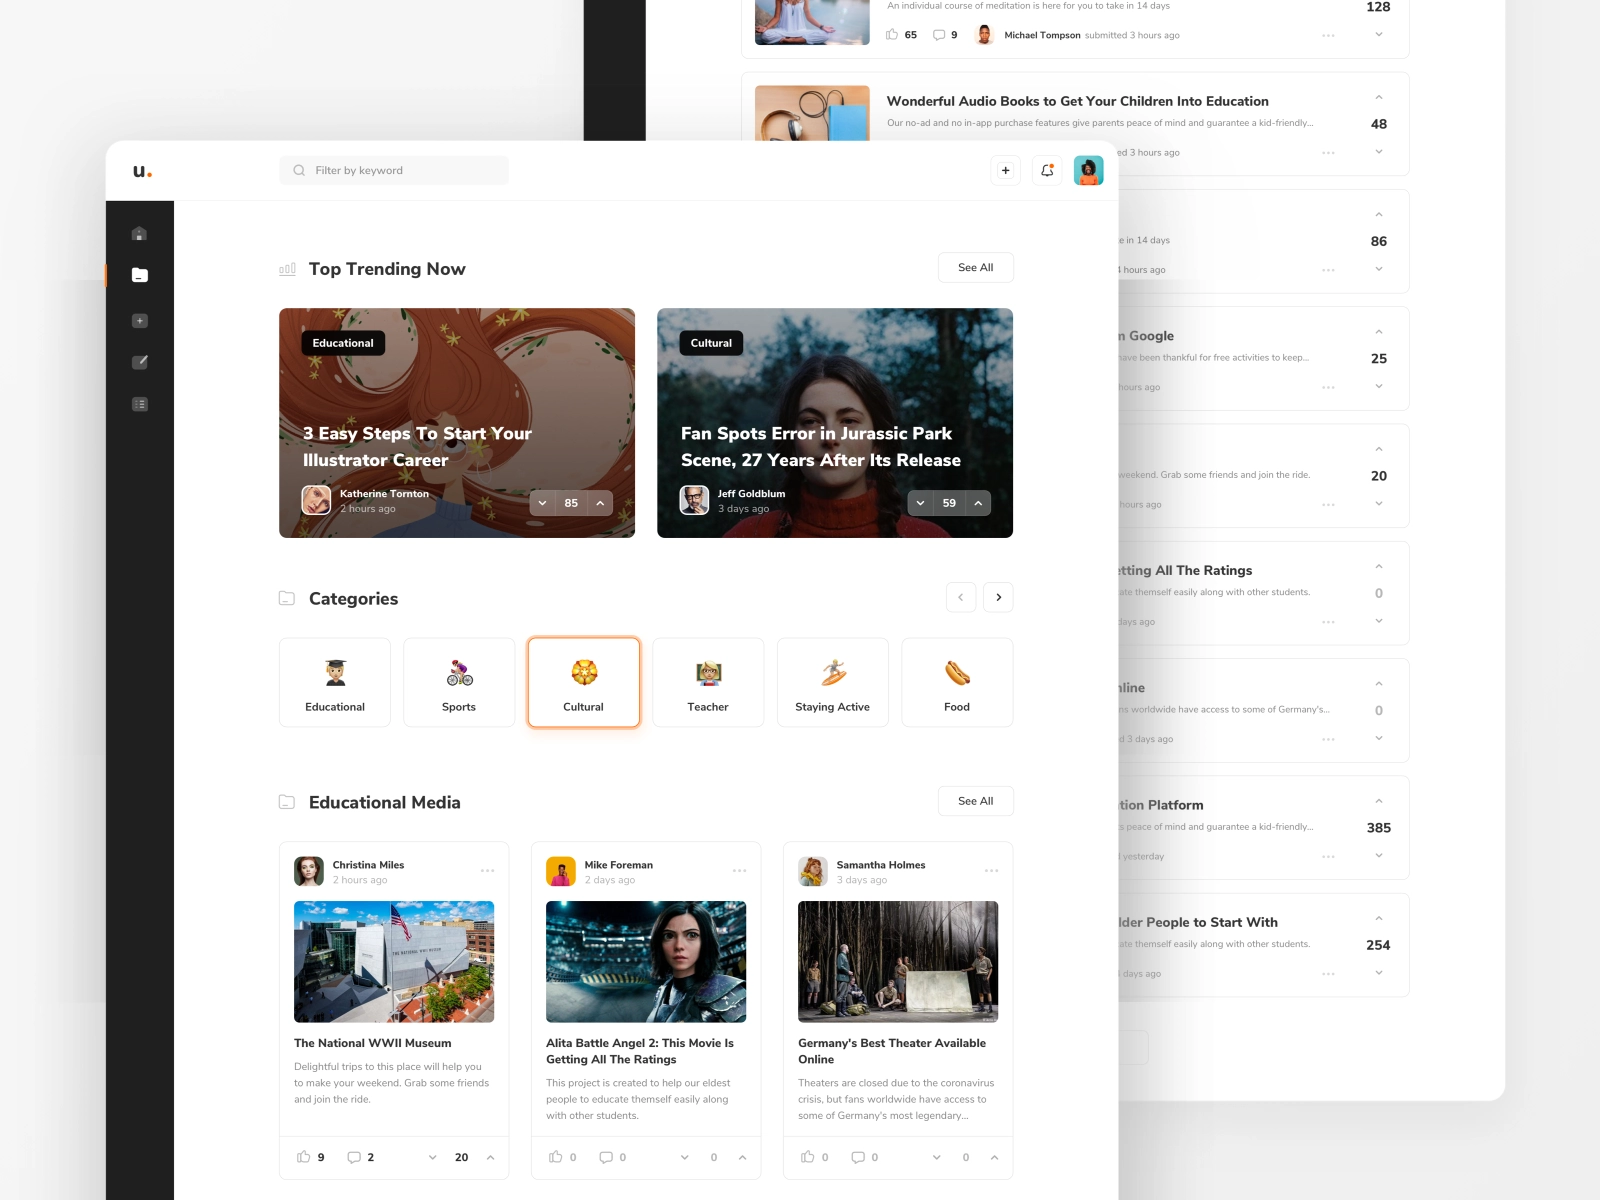 An individual course of meditation is here for you to take in 14 days
128
65 9 Michael Tompson submitted 3 hours ago
Wonderful Audio Books to Get Your Children Into Education
Our no-ad and no in-app purchase features give parents peace of mind and guarantee a kid-friendly...
48
3 hours ago
e in 14 days
86
hours ago
Google
have been thankful for free activities to keep...
25
hours ago
weekend. Grab some friends and join the ride.
20
hours ago
etting All The Ratings
ate themself easily along with other students.
0
days ago
nline
ns worldwide have access to some of Germany's...
0
d 3 days ago
tion Platform
s peace of mind and guarantee a kid-friendly...
385
yesterday
lder People to Start With
ate themself easily along with other students.
254
days ago
u.
Filter by keyword
Top Trending Now
See All
Educational
3 Easy Steps To Start Your
Illustrator Career
Katherine Tornton
2 hours ago
85
Cultural
Fan Spots Error in Jurassic Park
Scene, 27 Years After Its Release
Jeff Goldblum
3 days ago
59
Categories
Educational
Sports
Cultural
Teacher
Staying Active
Food
Educational Media
See All
Christina Miles
2 hours ago
THE NATIONAL WWII MUSEUM
The National WWII Museum
Delightful trips to this place will help you
to make your weekend. Grab some friends
and join the ride.
9 2 20
Mike Foreman
2 days ago
Alita Battle Angel 2: This Movie Is
Getting All The Ratings
This project is created to help our eldest
people to educate themself easily along
with other students.
0 0 0
Samantha Holmes
3 days ago
Germany's Best Theater Available
Online
Theaters are closed due to the coronavirus
crisis, but fans worldwide have access to
some of Germany's most legendary...
0 0 0